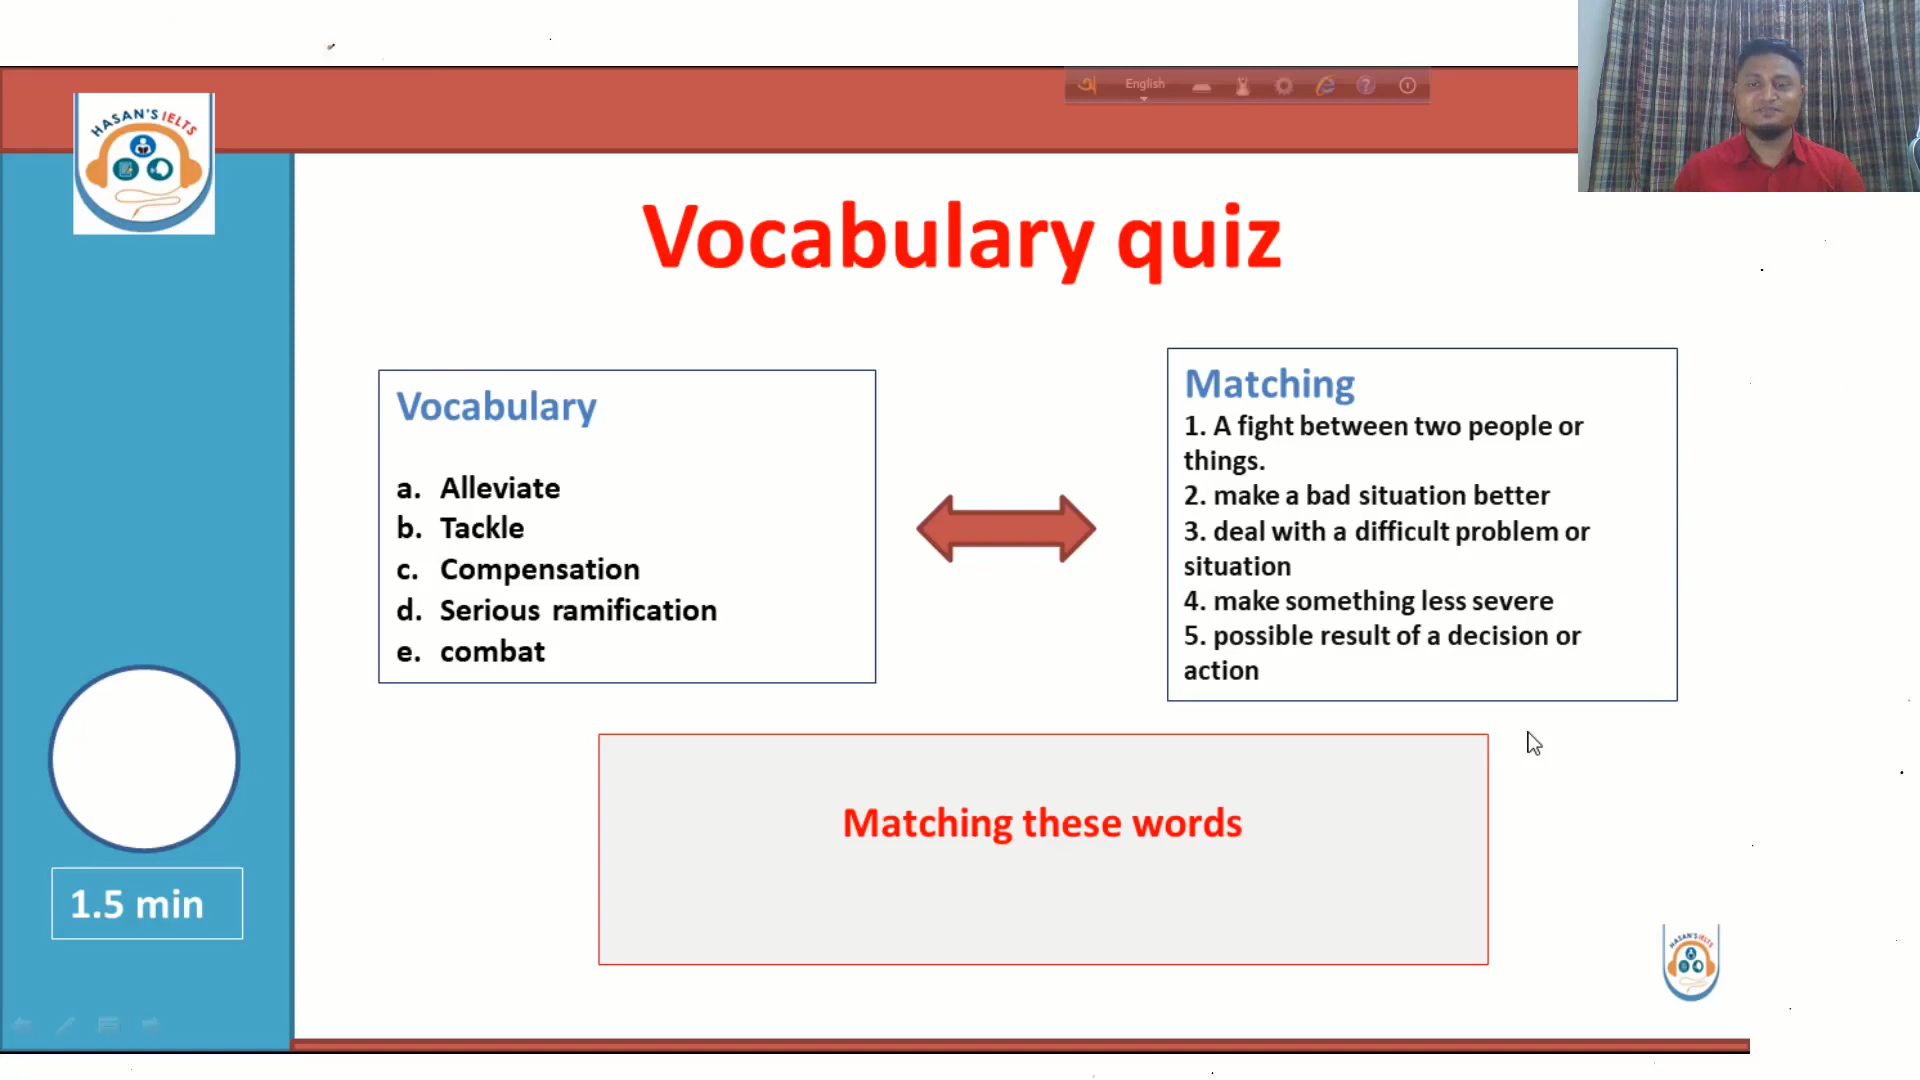 English
HASAN'S IELTS
Vocabulary quiz
Vocabulary
a. Alleviate
b. Tackle
c. Compensation
d. Serious ramification
e. combat
Matching
1. A fight between two people or
things.
2. make a bad situation better
3. deal with a difficult problem or
situation
4. make something less severe
5. possible result of a decision or
action
Matching these words
1.5 min
HASAN'S IELTS